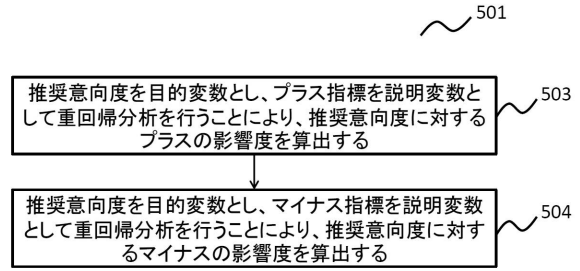 501
推奨意向度を目的変数とし、プラス指標を説明変数
として重回帰分析を行うことにより、推奨意向度に対する
プラスの影響度を算出する
503
推奨意向度を目的変数とし、マイナス指標を説明変数
として重回帰分析を行うことにより、推奨意向度に対す
るマイナスの影響度を算出する
504